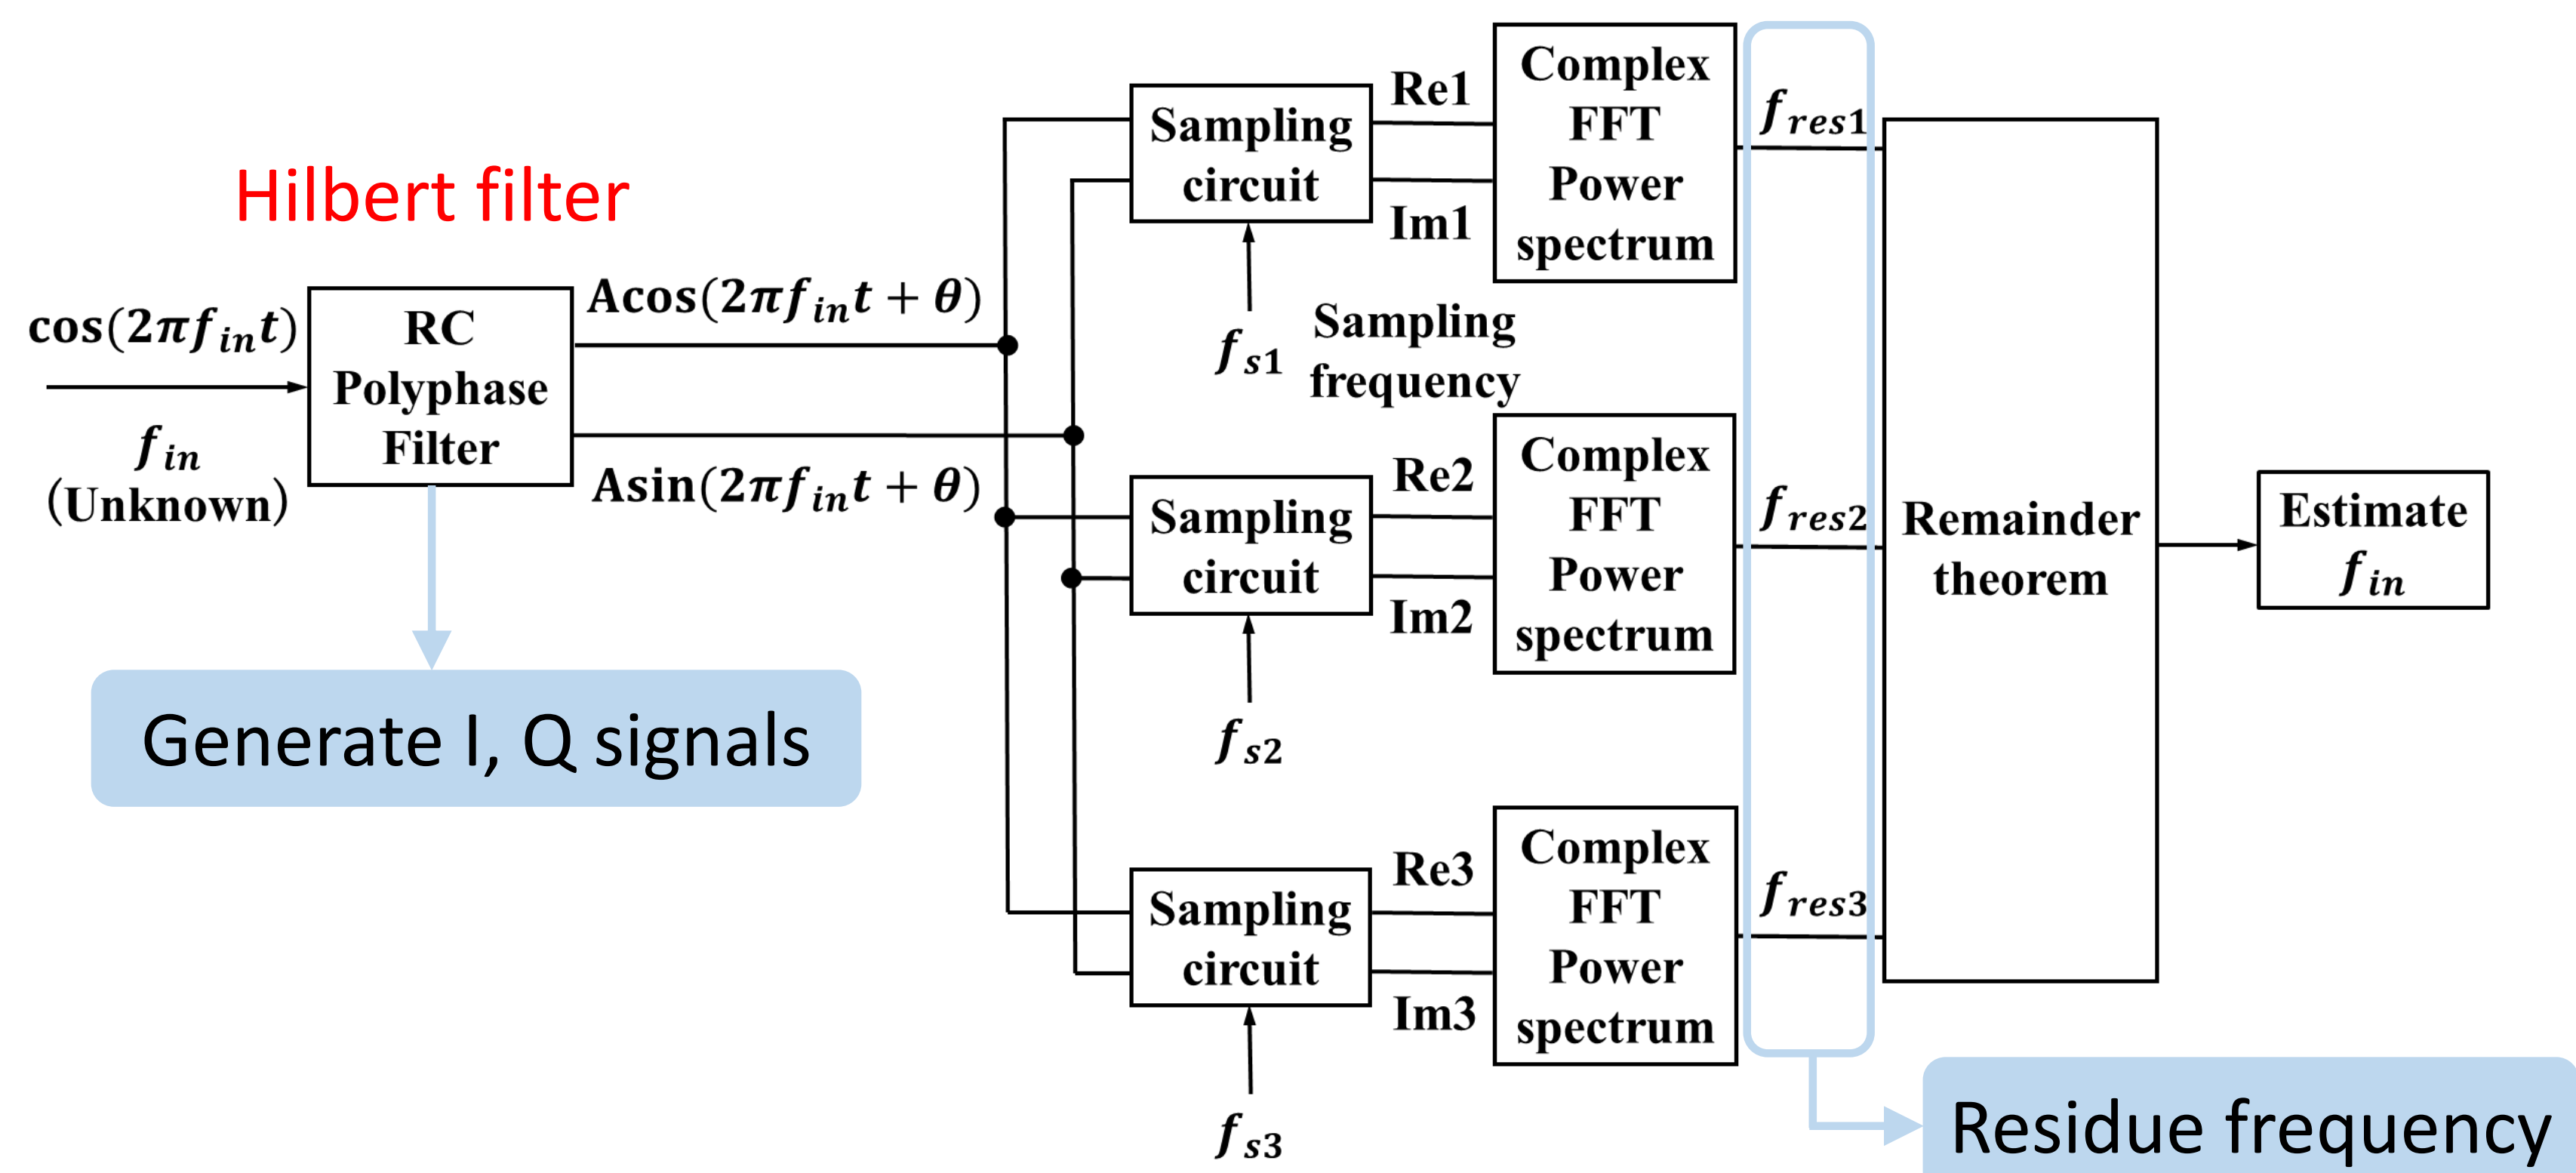 Hilbert filter
cos(2πf_in t)
f_in
(Unknown)
RC
Polyphase
Filter
Acos(2πf_in t + θ)
Asin(2πf_in t + θ)
Generate I, Q signals
Sampling
circuit
f_s1
Sampling
frequency
Re1
Im1
Complex
FFT
Power
spectrum
f_res1
Sampling
circuit
f_s2
Re2
Im2
Complex
FFT
Power
spectrum
f_res2
Sampling
circuit
f_s3
Re3
Im3
Complex
FFT
Power
spectrum
f_res3
Remainder
theorem
Estimate
f_in
Residue frequency